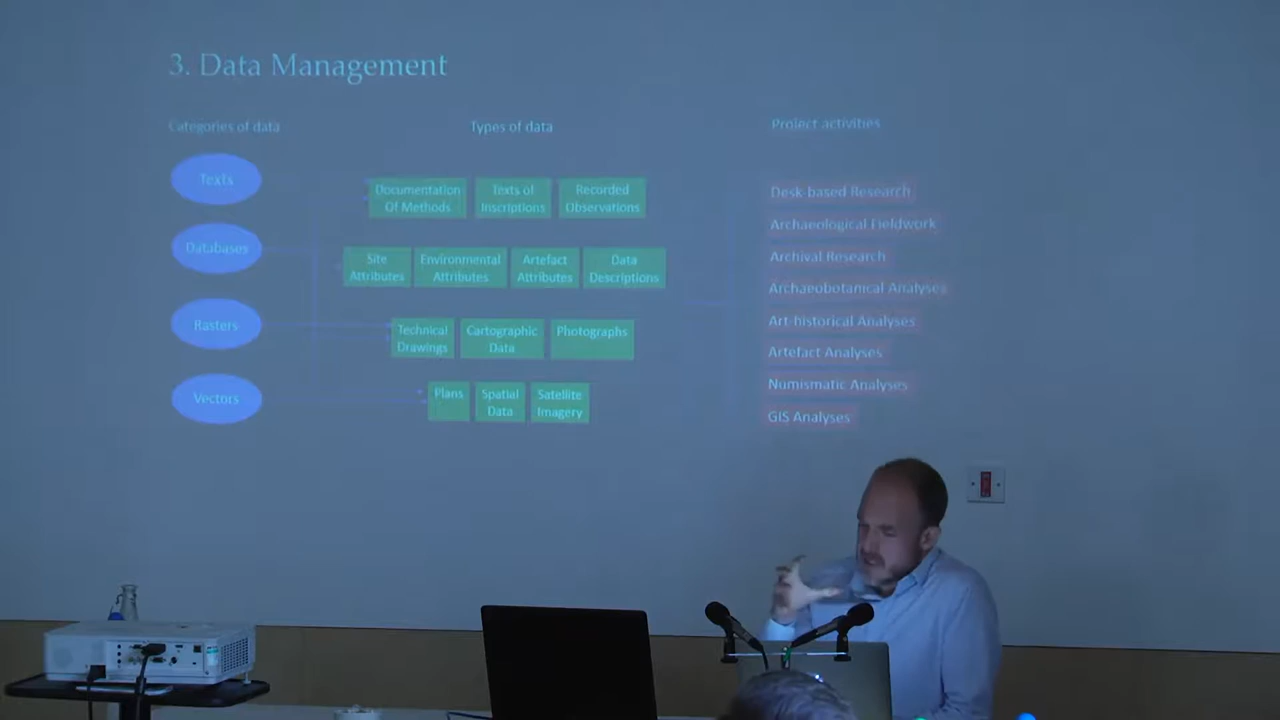 3. Data Management
Categories of data
Types of data
Project activities
Texts
Documentation
Of Methods
Texts of
Inscriptions
Recorded
Observations
Databases
Site
Attributes
Environmental
Attributes
Artefact
Attributes
Data
Descriptions
Rasters
Technical
Drawings
Cartographic
Data
Photographs
Vectors
Plans
Spatial
Data
Satellite
Imagery
Desk-based Research
Archaeological Fieldwork
Archival Research
Archaeobotanical Analyses
Art-historical Analyses
Artefact Analyses
Numismatic Analyses
GIS Analyses